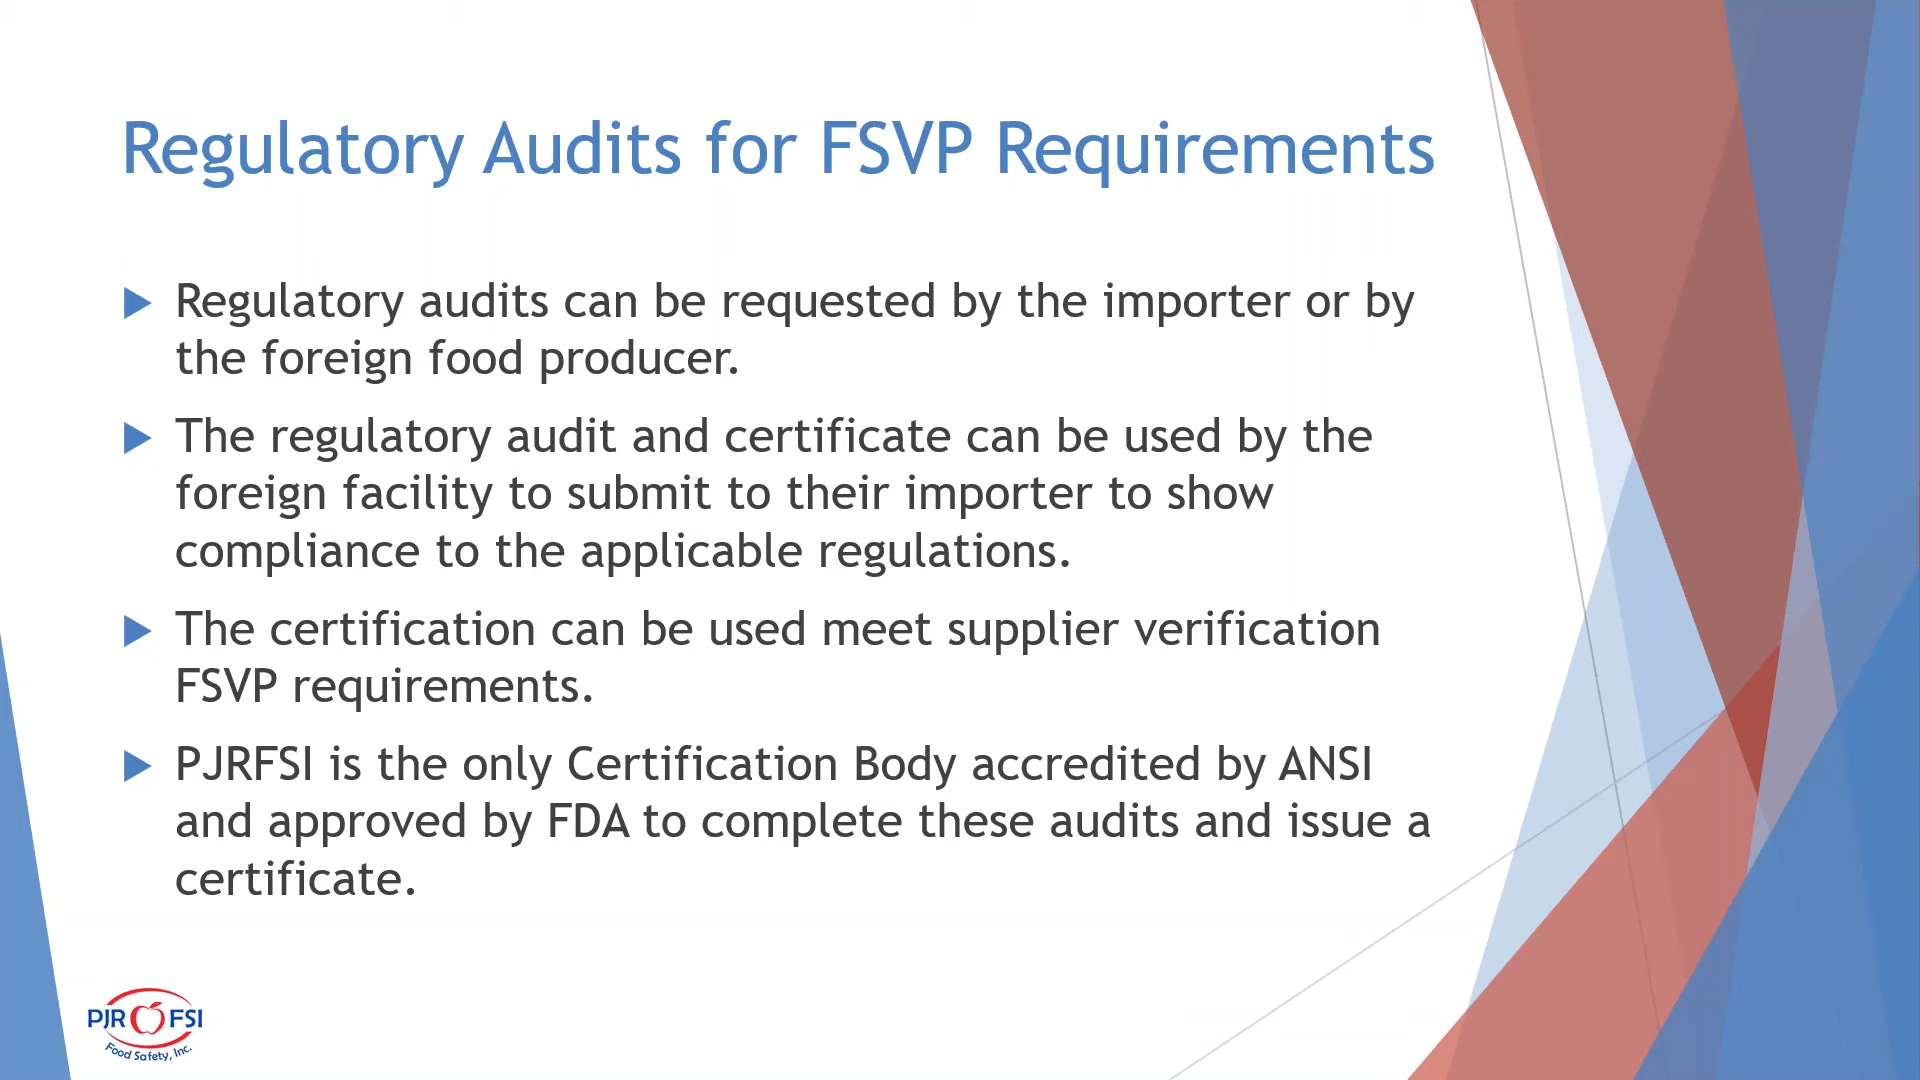 Regulatory Audits for FSVP Requirements
Regulatory audits can be requested by the importer or by
the foreign food producer.
The regulatory audit and certificate can be used by the
foreign facility to submit to their importer to show
compliance to the applicable regulations.
The certification can be used meet supplier verification
FSVP requirements.
PJRFSI is the only Certification Body accredited by ANSI
and approved by FDA to complete these audits and issue a
certificate.
PJR FSI
Food Safety, Inc.